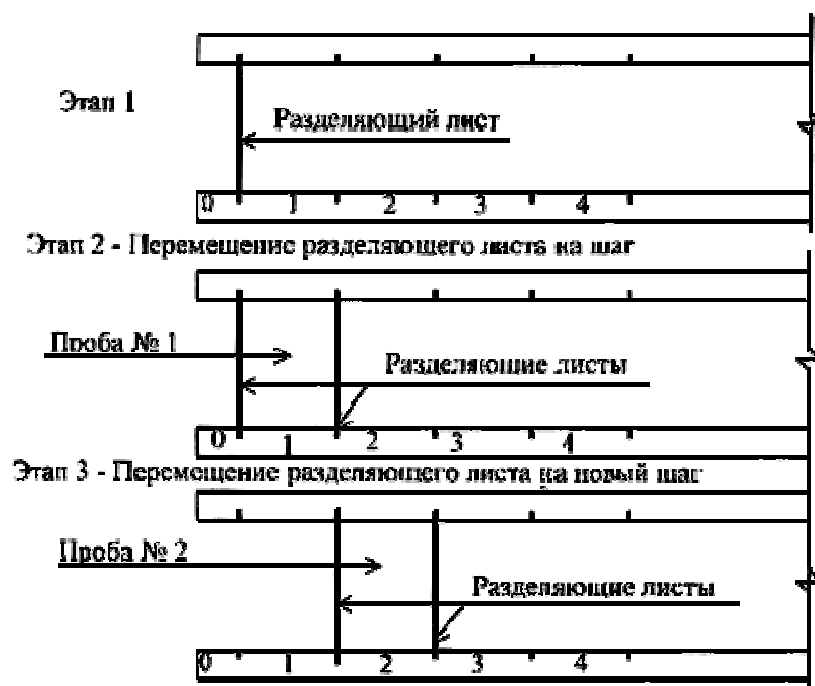 Этап 1
Разделяющий лист
0 1 2 3 4
Этап 2 - Перемещение разделяющего листа на шаг
Проба № 1
Разделяющие листы
0 1 2 3 4
Этап 3 - Перемещение разделяющего листа на новый шаг
Проба № 2
Разделяющие листы
0 1 2 3 4